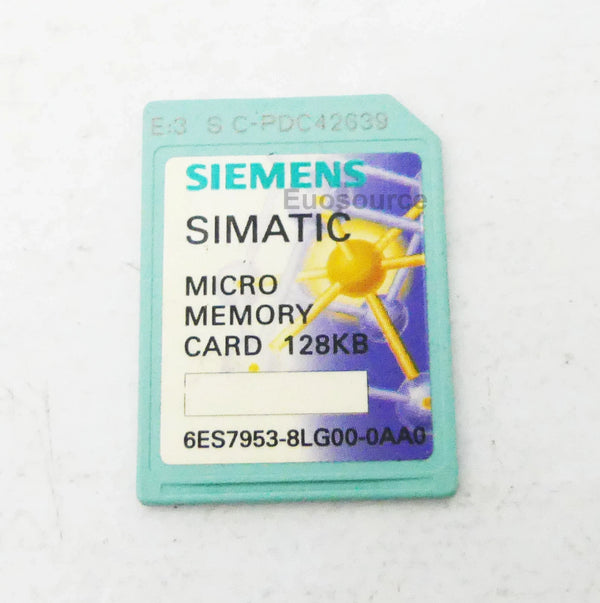 E:3 S C-PDC42639
SIEMENS
Euosource
SIMATIC
MICRO
MEMORY
CARD 128KB
6ES7953-8LG00-0AA0